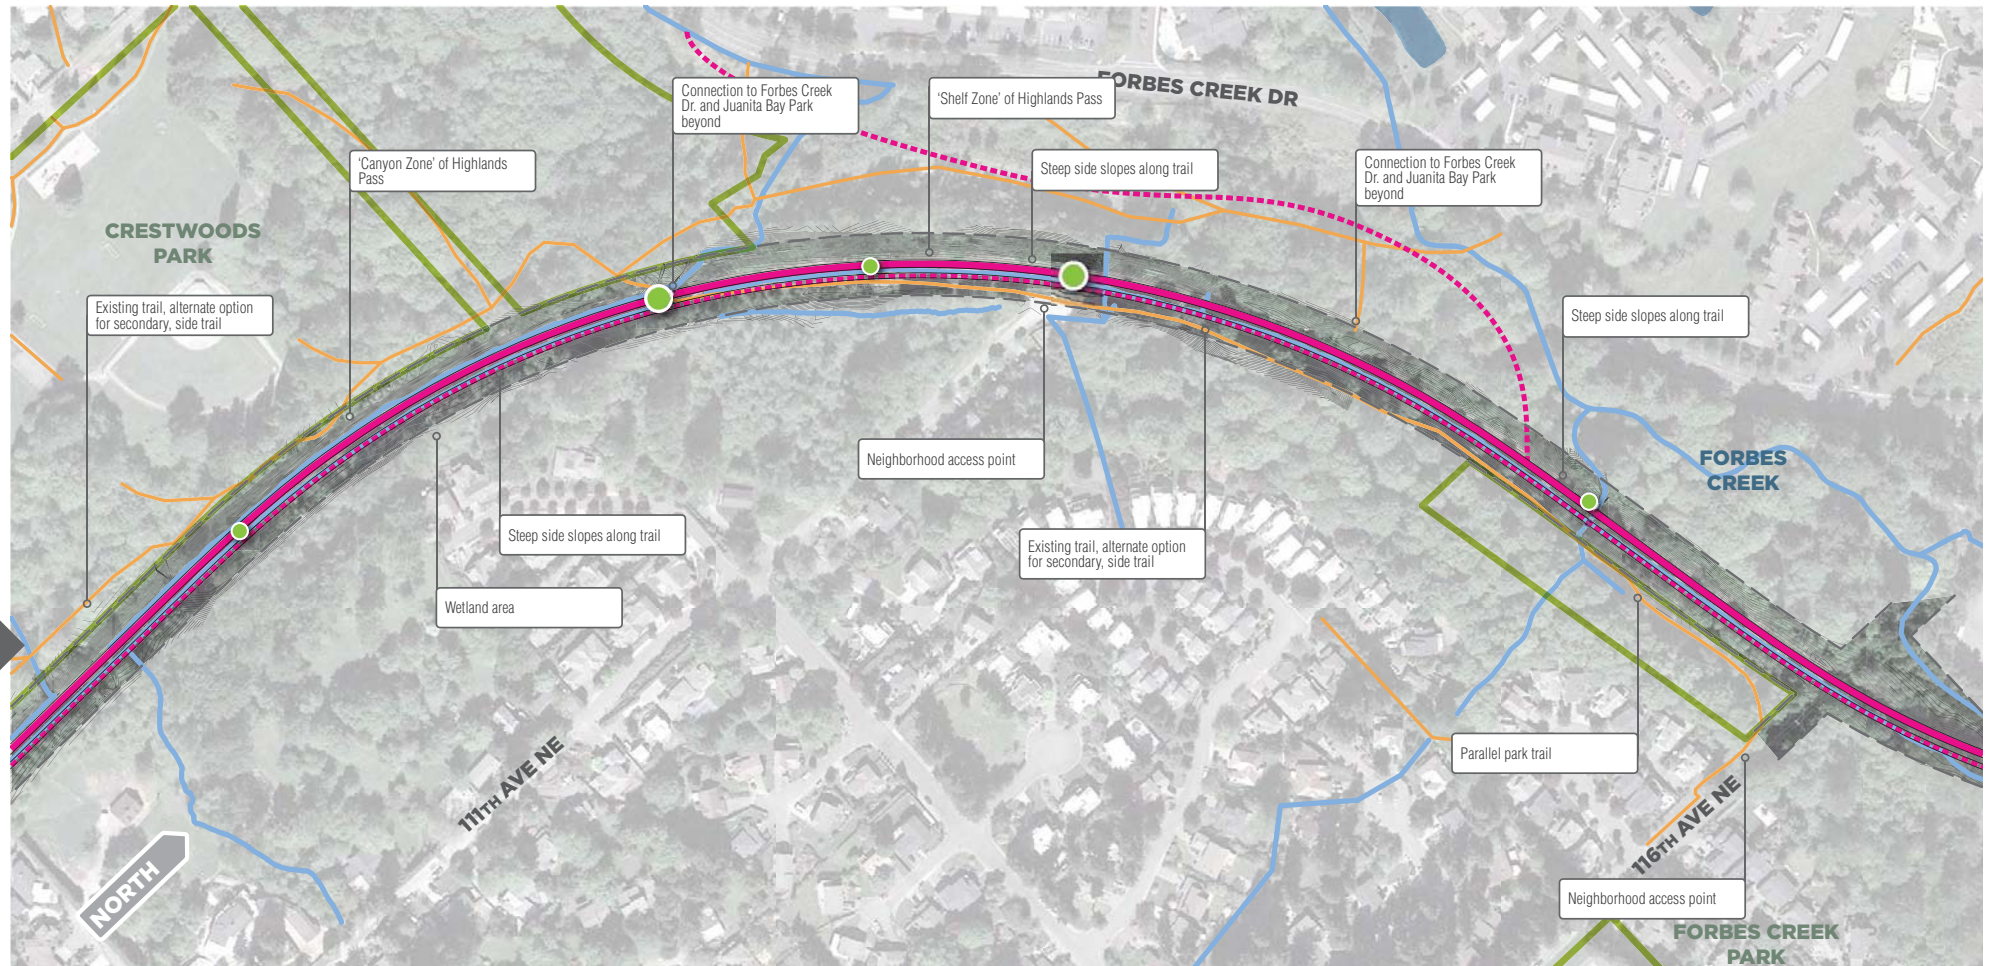 FORBES CREEK DR
Connection to Forbes Creek
Dr. and Juanita Bay Park
beyond
‘Shelf Zone’ of Highlands Pass
‘Canyon Zone’ of Highlands
Pass
Steep side slopes along trail
Connection to Forbes Creek
Dr. and Juanita Bay Park
beyond
CRESTWOODS
PARK
Existing trail, alternate option
for secondary, side trail
Steep side slopes along trail
Neighborhood access point
FORBES
CREEK
Steep side slopes along trail
Existing trail, alternate option
for secondary, side trail
Wetland area
Parallel park trail
111TH AVE NE
116TH AVE NE
NORTH
Neighborhood access point
FORBES CREEK
PARK